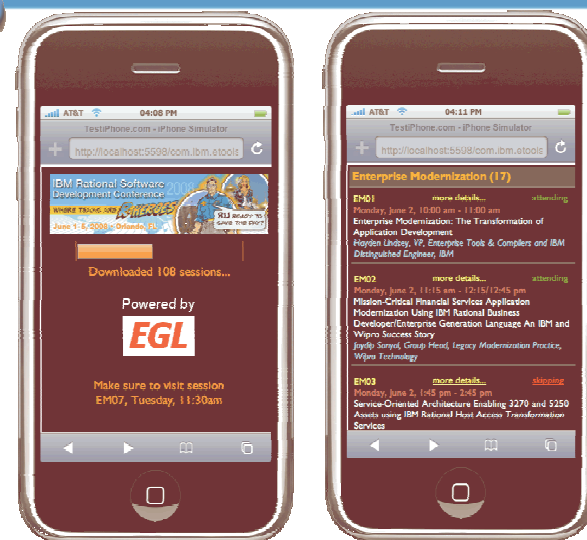 AT&T 04:08 PM
TestiPhone.com - iPhone Simulator
http://localhost:5598/com.ibm.etoolt
IBM Rational Software
Development Conference 2008
WHERE TEAMS ARE HEROES
June 1-5, 2008 - Orlando, FL
Downloaded 108 sessions...
Powered by
EGL
Make sure to visit session
EM07, Tuesday, 11:30am
AT&T 04:11 PM
TestiPhone.com - iPhone Simulator
http://localhost:5598/com.ibm.etools
Enterprise Modernization (17)
EM01 more details... attending
Monday, June 2, 10:00 am - 11:00 am
Enterprise Modernization: The Transformation of
Application Development
Hayden Lindsey, VP, Enterprise Tools & Compilers and IBM
Distinguished Engineer, IBM
EM02 more details... attending
Monday, June 2, 11:15 am - 12:15/12:45 pm
Mission-Critical Financial Services Application
Modernization Using IBM Rational Business
Developer/Enterprise Generation Language An IBM and
Wipro Success Story
Joydip Sanyal, Group Head, Legacy Modernization Practice,
Wipro Technology
EM03 more details... skipping
Monday, June 2, 1:45 pm - 2:45 pm
Service-Oriented Architecture Enabling 3270 and 5250
Assets using IBM Rational Host Access Transformation
Services